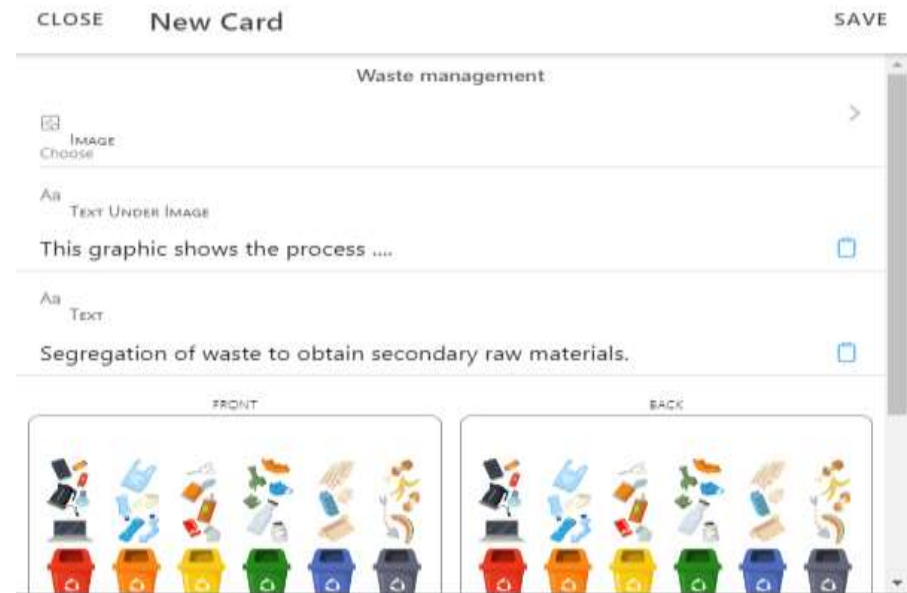 CLOSE New Card SAVE
Waste management
Image
Choose
Aa
Text Under Image
This graphic shows the process ....
Aa
Text
Segregation of waste to obtain secondary raw materials.
FRONT BACK